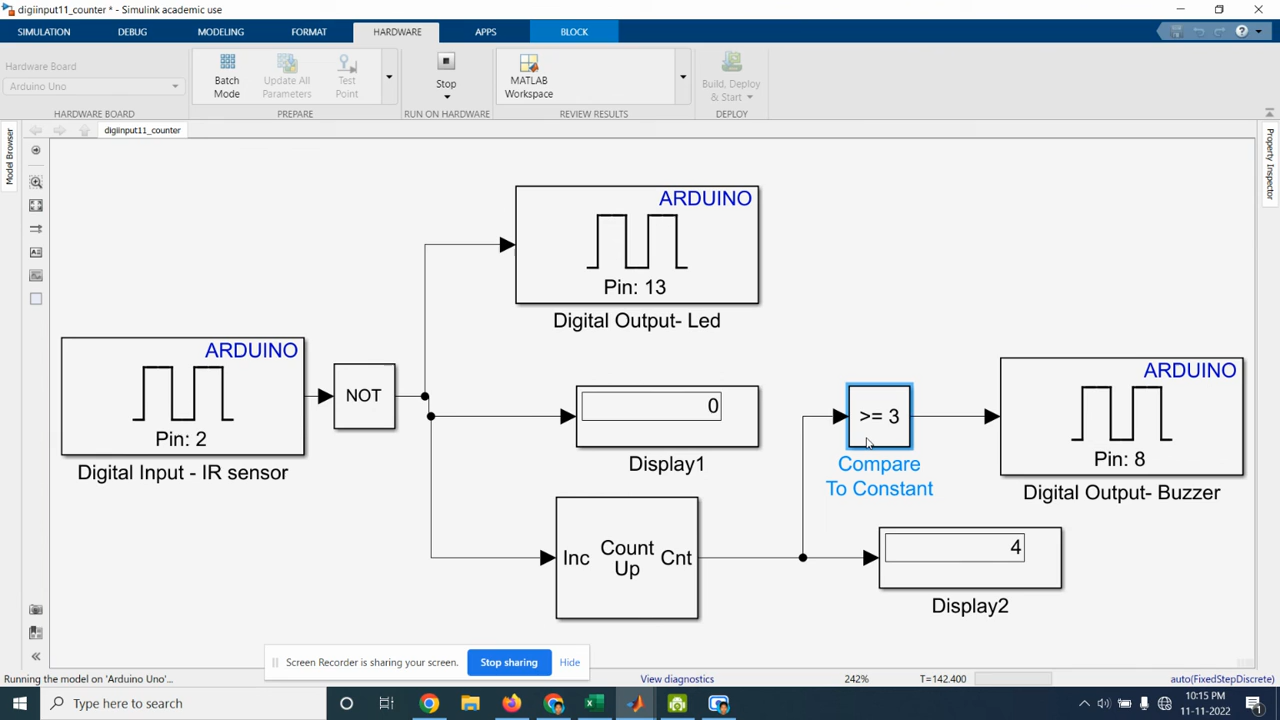 digiinput11_counter * - Simulink academic use
SIMULATION
DEBUG
MODELING
FORMAT
HARDWARE
APPS
BLOCK
Hardware Board
Arduino Uno
HARDWARE BOARD
Batch
Mode
Update All
Parameters
Test
Point
PREPARE
Stop
RUN ON HARDWARE
MATLAB
Workspace
REVIEW RESULTS
Build, Deploy
& Start
DEPLOY
Model Browser
digiinput11_counter
Property Inspector
ARDUINO
Pin: 13
Digital Output- Led
ARDUINO
Pin: 2
Digital Input - IR sensor
NOT
0
Display1
>= 3
Compare
To Constant
ARDUINO
Pin: 8
Digital Output- Buzzer
Inc
Count
Up
Cnt
4
Display2
Screen Recorder is sharing your screen.
Stop sharing
Hide
Running the model on 'Arduino Uno'...
View diagnostics
242%
T=142.400
auto(FixedStepDiscrete)
Type here to search
10:15 PM
11-11-2022
1